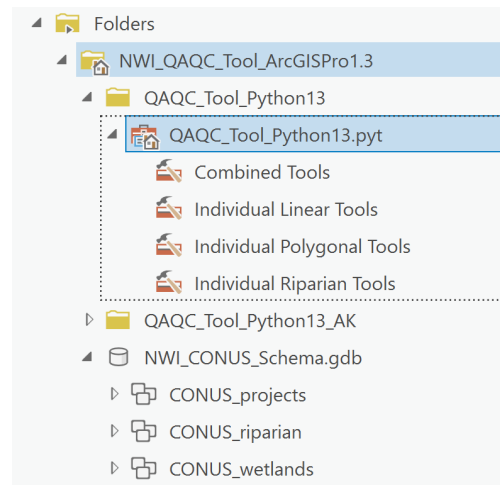 Folders
NWI_QAQC_Tool_ArcGISPro1.3
QAQC_Tool_Python13
QAQC_Tool_Python13.pyt
Combined Tools
Individual Linear Tools
Individual Polygonal Tools
Individual Riparian Tools
QAQC_Tool_Python13_AK
NWI_CONUS_Schema.gdb
CONUS_projects
CONUS_riparian
CONUS_wetlands